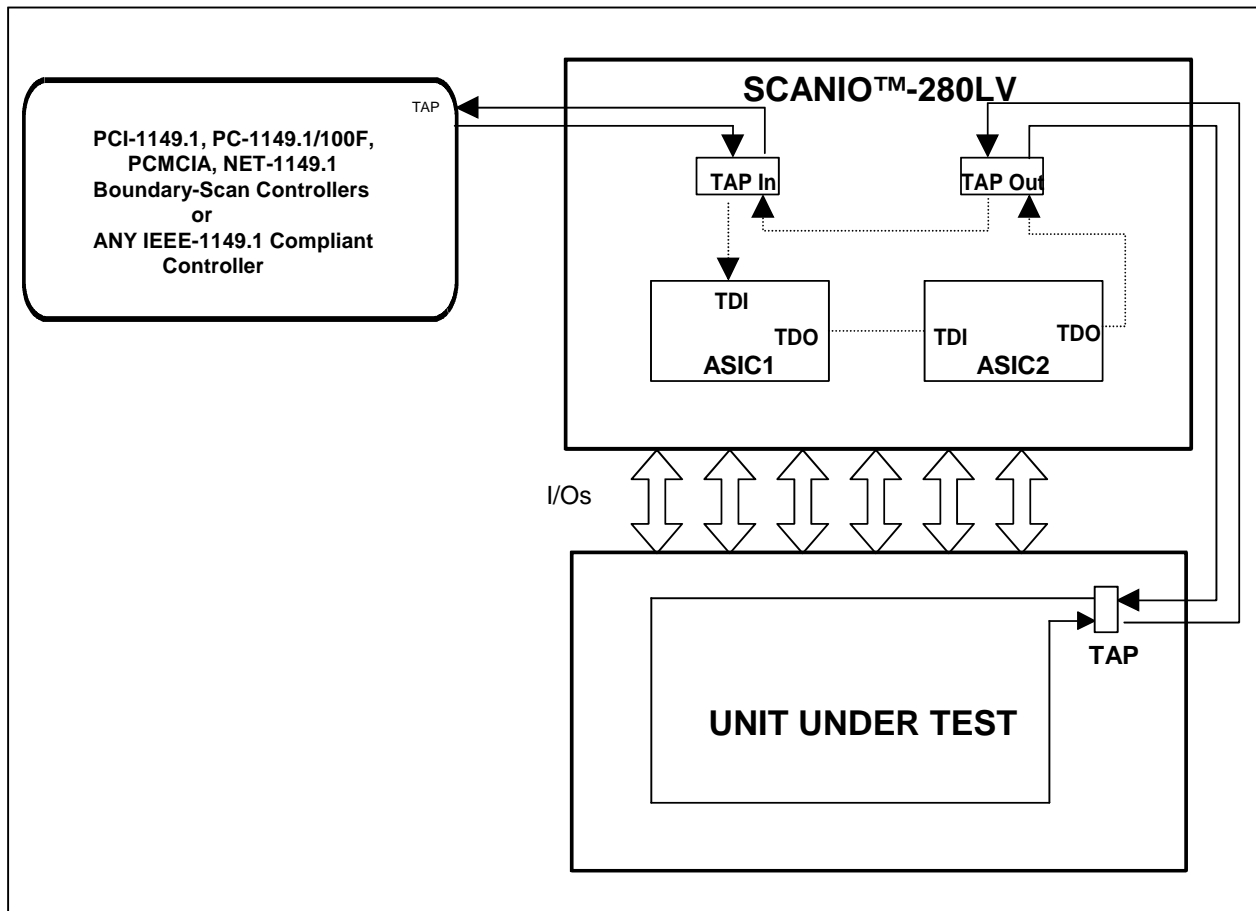 SCANIO™-280LV
TAP
PCI-1149.1, PC-1149.1/100F,
PCMCIA, NET-1149.1
Boundary-Scan Controllers
or
ANY IEEE-1149.1 Compliant
Controller
TAP In
TAP Out
TDI
TDO
ASIC1
TDI
TDO
ASIC2
I/Os
TAP
UNIT UNDER TEST